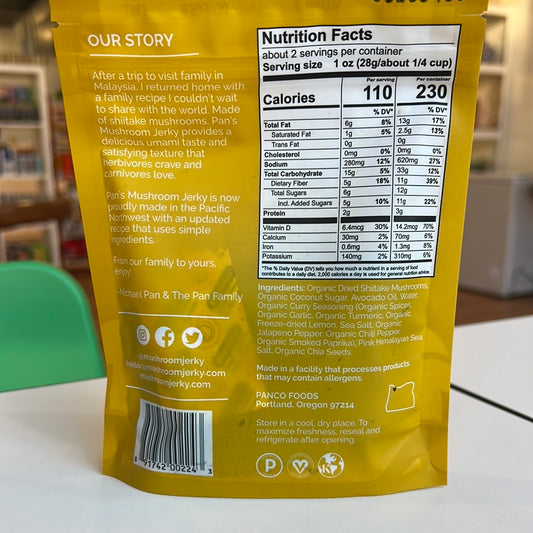 OUR STORY
After a trip to visit family in
Malaysia, I returned home with
a family recipe I couldn't wait
to share with the world. Made
of shiitake mushrooms, Pan's
Mushroom Jerky provides a
delicious umami taste and
satisfying texture that
herbivores crave and
carnivores love.
Pan's Mushroom Jerky is now
proudly made in the Pacific
Northwest with an updated
recipe that uses simple
ingredients.
From our family to yours,
enjoy!
-Michael Pan & The Pan Family
@mushroomjerky
hello@mushroomjerky.com
mushroomjerky.com
8 91742 00224 3
Nutrition Facts
about 2 servings per container
Serving size 1 oz (28g/about 1/4 cup)
Per serving Per container
Calories 110 230
% DV* % DV*
Total Fat 6g 8% 13g 17%
Saturated Fat 1g 5% 2.5g 13%
Trans Fat 0g 0g
Cholesterol 0mg 0% 0mg 0%
Sodium 280mg 12% 620mg 27%
Total Carbohydrate 15g 5% 33g 12%
Dietary Fiber 5g 18% 11g 39%
Total Sugars 6g 12g
Incl. Added Sugars 5g 10% 11g 22%
Protein 2g 3g
Vitamin D 6.4mcg 30% 14.2mcg 70%
Calcium 30mg 2% 70mg 6%
Iron 0.6mg 4% 1.3mg 8%
Potassium 140mg 2% 310mg 6%
*The % Daily Value (DV) tells you how much a nutrient in a serving of food
contributes to a daily diet. 2,000 calories a day is used for general nutrition advice.
Ingredients: Organic Dried Shiitake Mushrooms,
Organic Coconut Sugar, Avocado Oil, Water,
Organic Curry Seasoning (Organic Spices,
Organic Garlic, Organic Turmeric, Organic
Freeze-dried Lemon, Sea Salt, Organic
Jalapeno Pepper, Organic Chili Pepper,
Organic Smoked Paprika), Pink Himalayan Sea
Salt, Organic Chia Seeds.
Made in a facility that processes products
that may contain allergens.
PANCO FOODS
Portland, Oregon 97214
Store in a cool, dry place. To
maximize freshness, reseal and
refrigerate after opening.